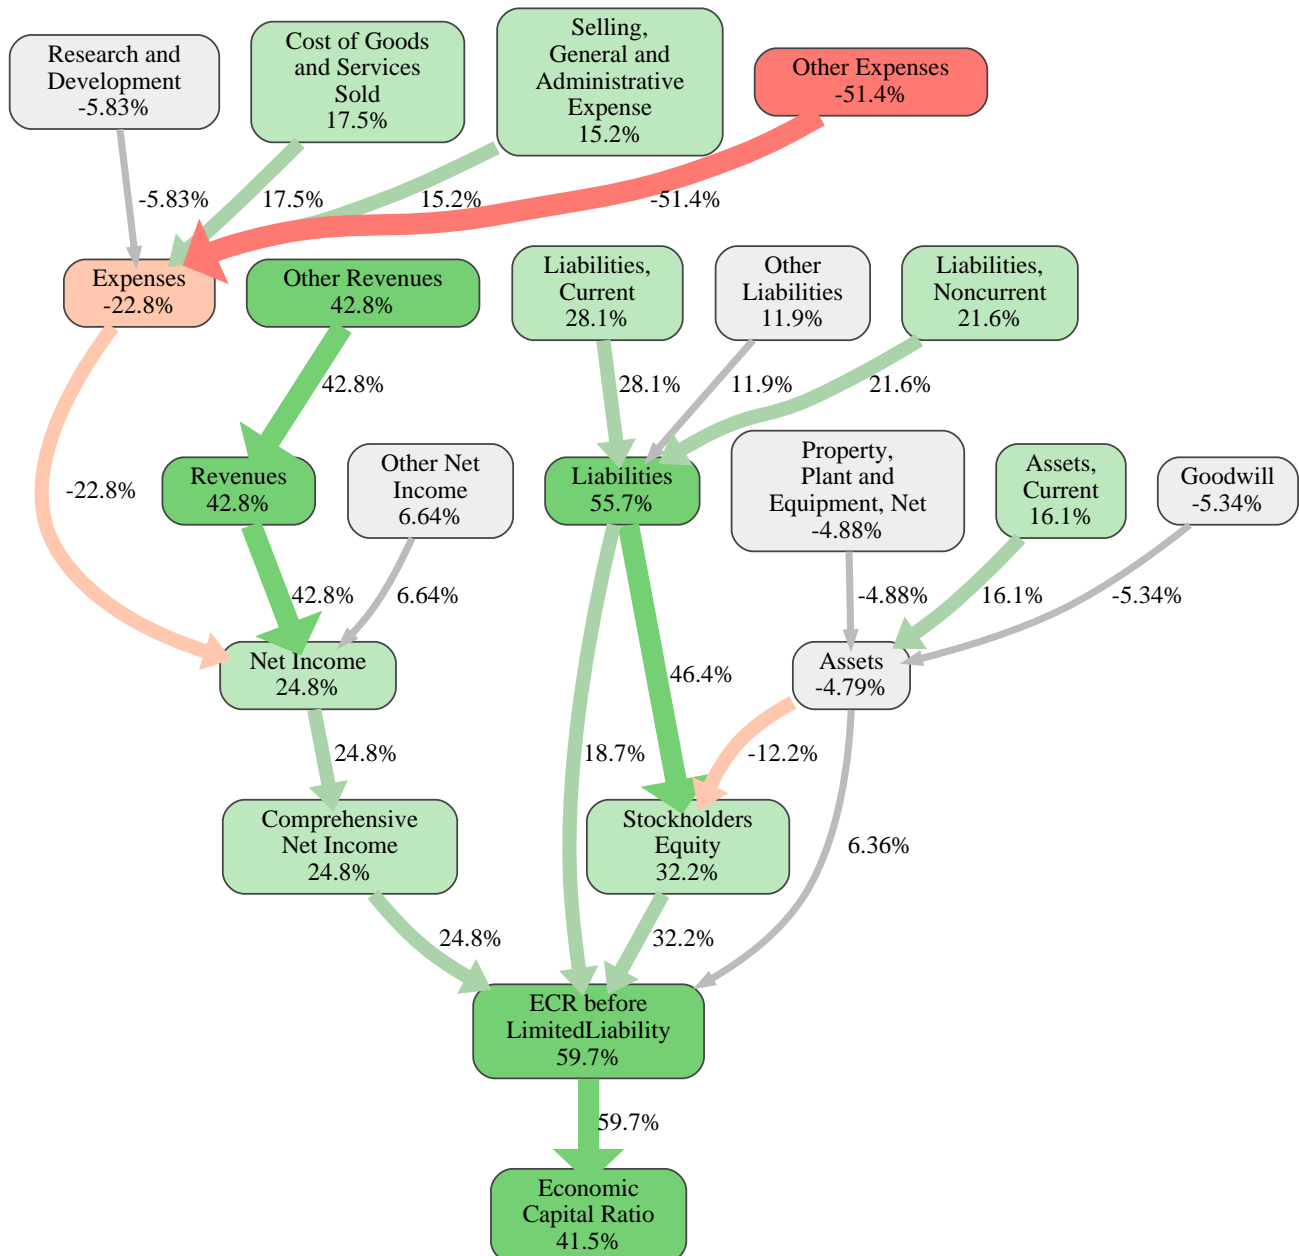 Research and
Development
-5.83%
Cost of Goods
and Services
Sold
17.5%
Selling,
General and
Administrative
Expense
15.2%
Other Expenses
-51.4%
-5.83%
17.5%
15.2%
-51.4%
Expenses
-22.8%
Other Revenues
42.8%
Liabilities,
Current
28.1%
Other
Liabilities
11.9%
Liabilities,
Noncurrent
21.6%
42.8%
28.1%
11.9%
21.6%
-22.8%
Revenues
42.8%
Other Net
Income
6.64%
Liabilities
55.7%
Property,
Plant and
Equipment, Net
-4.88%
Assets,
Current
16.1%
Goodwill
-5.34%
42.8%
6.64%
-4.88%
16.1%
-5.34%
Net Income
24.8%
46.4%
Assets
-4.79%
24.8%
18.7%
-12.2%
Comprehensive
Net Income
24.8%
Stockholders
Equity
32.2%
6.36%
24.8%
32.2%
ECR before
LimitedLiability
59.7%
59.7%
Economic
Capital Ratio
41.5%